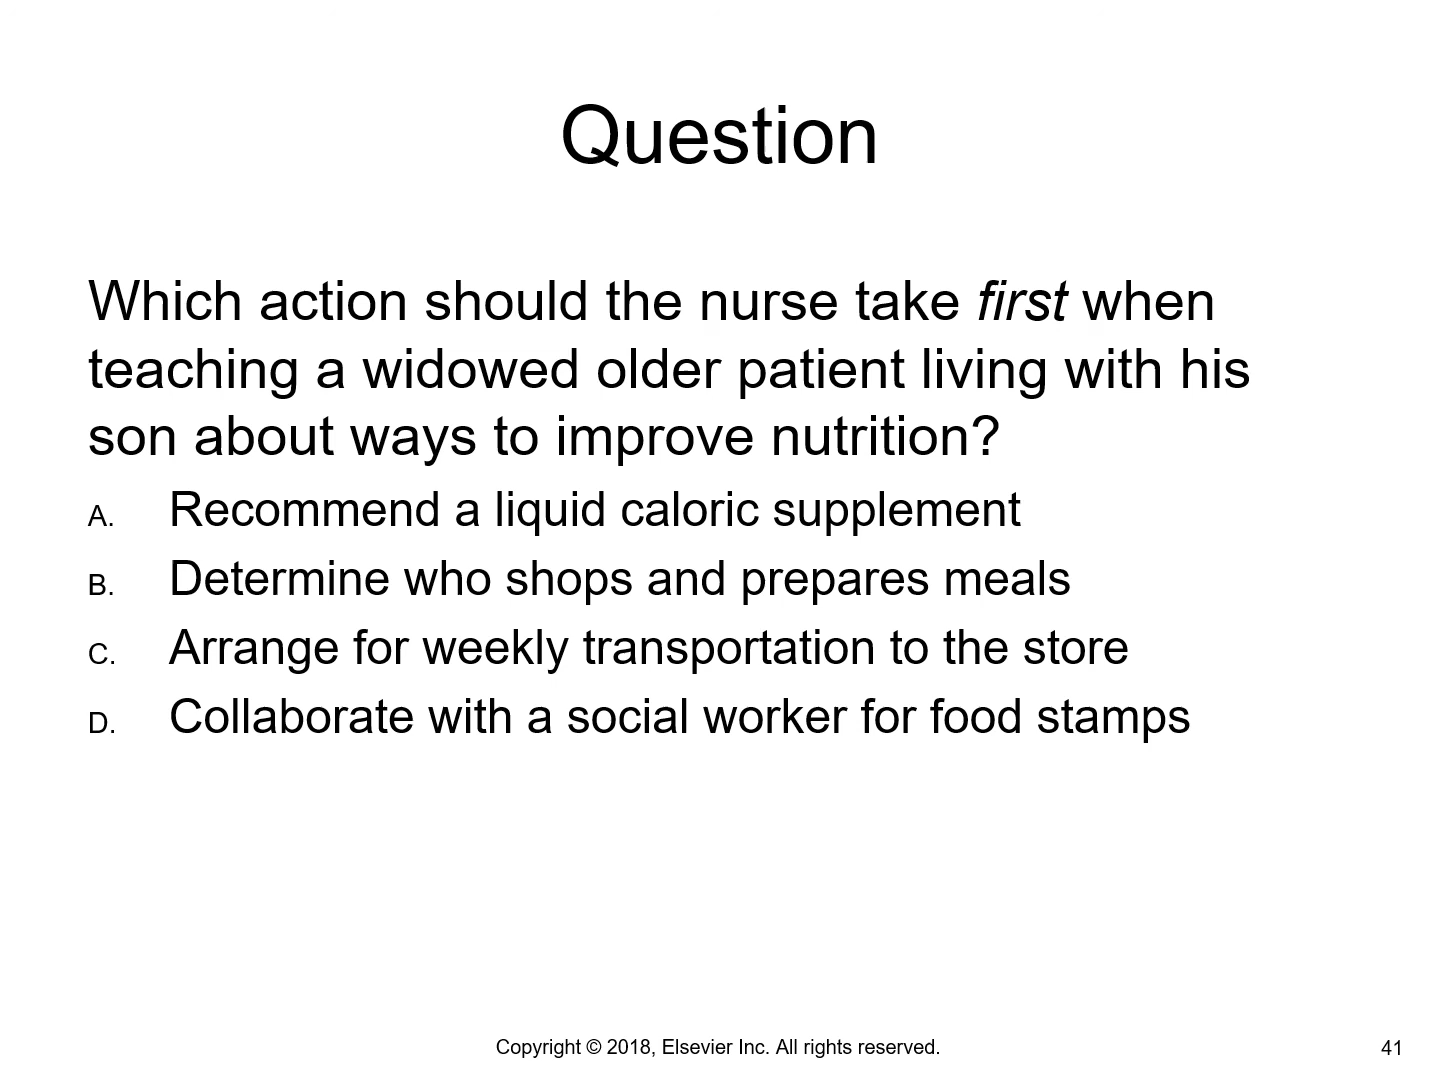 Question
Which action should the nurse take first when
teaching a widowed older patient living with his
son about ways to improve nutrition?
A. Recommend a liquid caloric supplement
B. Determine who shops and prepares meals
C. Arrange for weekly transportation to the store
D. Collaborate with a social worker for food stamps
Copyright © 2018, Elsevier Inc. All rights reserved.
41